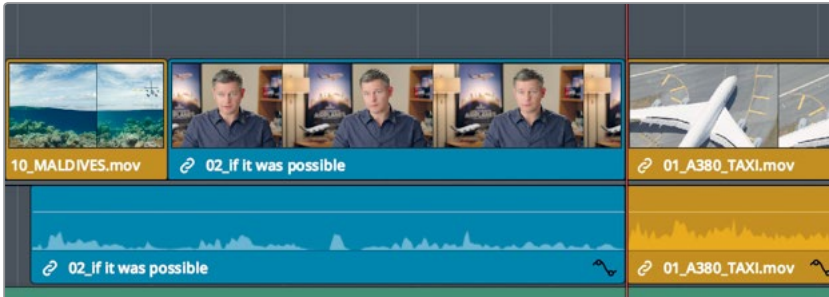 10_MALDIVES.mov
02_if it was possible
01_A380_TAXI.mov
02_if it was possible
01_A380_TAXI.mov